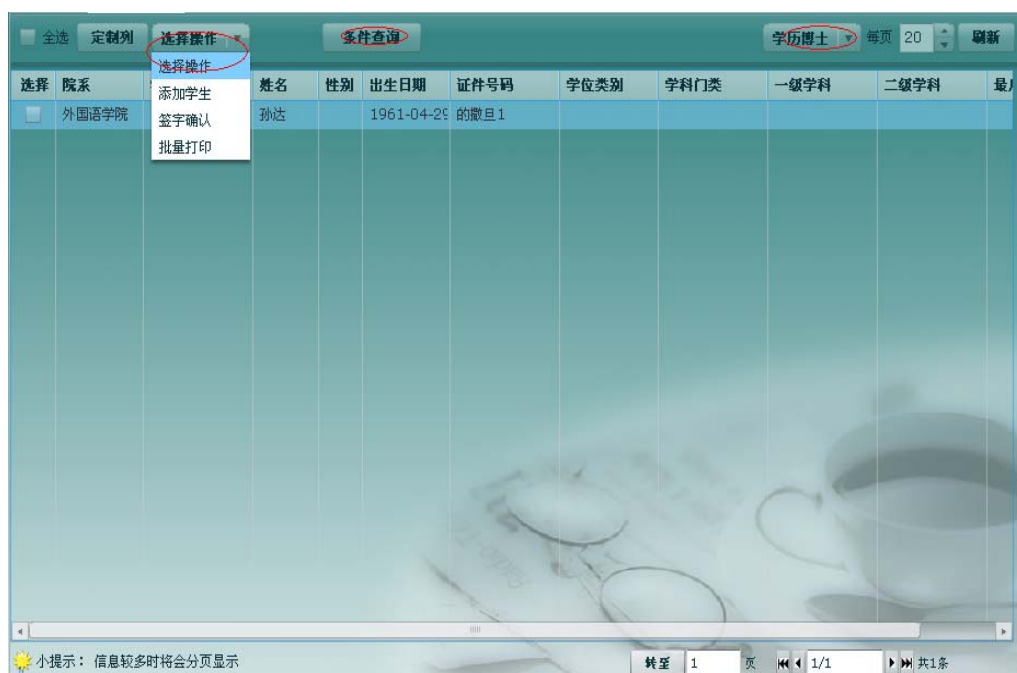 全选 定制列 选择操作 条件查询 学历博士 每页 20 刷新
选择操作
添加学生
签字确认
批量打印
选择 院系 姓名 性别 出生日期 证件号码 学位类别 学科门类 一级学科 二级学科
外国语学院 孙达 1961-04-29 的撒旦1
小提示： 信息较多时将会分页显示 转至 1 页 1/1 共1条